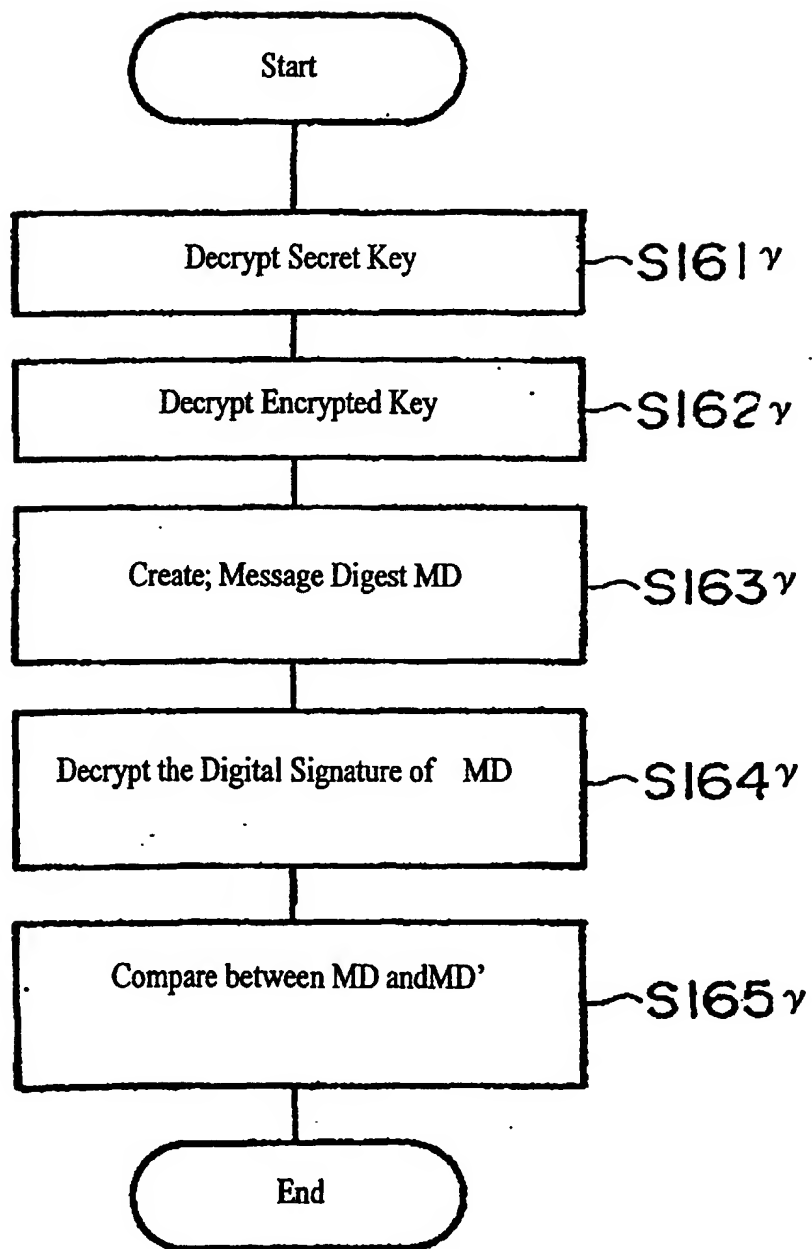 Start
Decrypt Secret Key
S161γ
Decrypt Encrypted Key
S162γ
Create; Message Digest MD
S163γ
Decrypt the Digital Signature of MD
S164γ
Compare between MD andMD’
S165γ
End